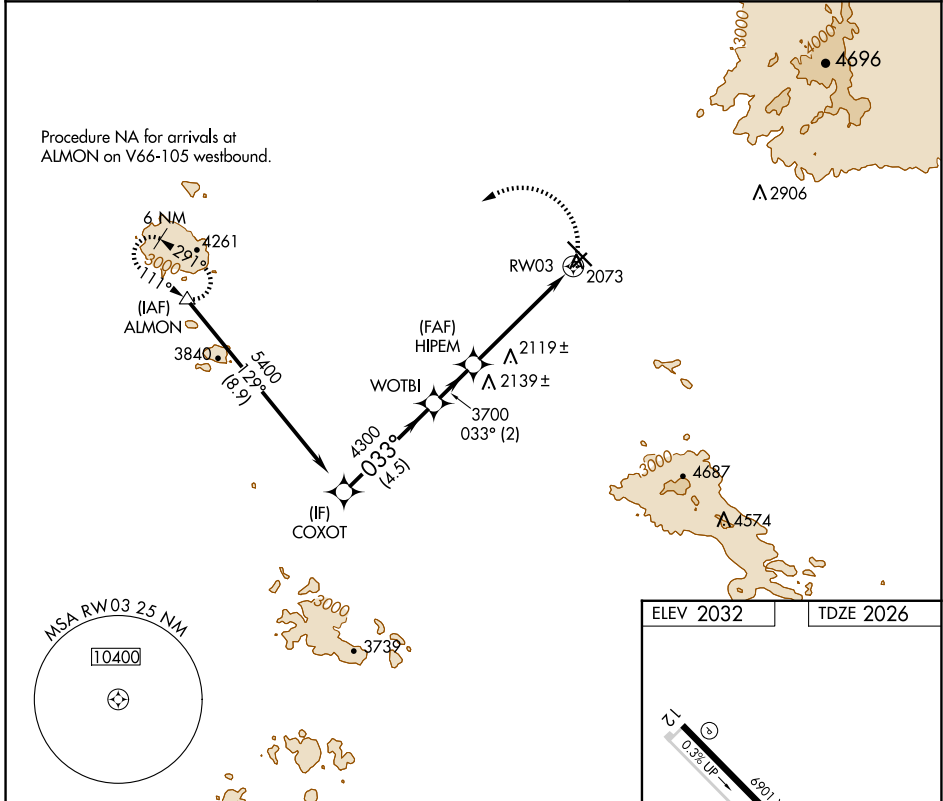 3000
4000
4696
Procedure NA for arrivals at
ALMON on V66-105 westbound.
2906
6 NM
4261
291°
3000
111°
RW03
2073
(IAF)
ALMON
(FAF)
HIPEM
2119±
3840
5400
129°
(8.9)
WOTBI
2139±
3700
033° (2)
4300
033°
(4.5)
3000
4687
(IF)
COXOT
4574
3000
3739
MSA RW03 25 NM
10400
ELEV 2032
TDZE 2026
12
P
0.3% UP
6901